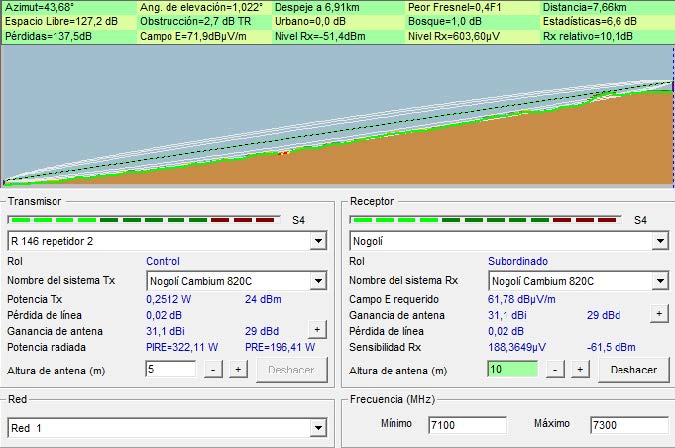 Azimut=43,68° Ang. de elevación=1,022° Despeje a 6,91km Peor Fresnel=0,4F1 Distancia=7,66km
Espacio Libre=127,2 dB Obstrucción=2,7 dB TR Urbano=0,0 dB Bosque=1,0 dB Estadísticas=6,6 dB
Pérdidas=137,5dB Campo E=71,9dBµV/m Nivel Rx=-51,4dBm Nivel Rx=603,60µV Rx relativo=10,1dB
Transmisor Receptor
S4 S4
R 146 repetidor 2 Nogolí
Rol Control Rol Subordinado
Nombre del sistema Tx Nogolí Cambium 820C Nombre del sistema Rx Nogolí Cambium 820C
Potencia Tx 0,2512 W 24 dBm Campo E requerido 61,78 dBµV/m
Pérdida de línea 0,02 dB Ganancia de antena 31,1 dBi 29 dBd +
Ganancia de antena 31,1 dBi 29 dBd + Pérdida de línea 0,02 dB
Potencia radiada PIRE=322,11 W PRE=196,41 W Sensibilidad Rx 188,3649µV -61,5 dBm
Altura de antena (m) 5 - + Deshacer Altura de antena (m) 10 - + Deshacer
Red Frecuencia (MHz)
Red 1 Mínimo 7100 Máximo 7300